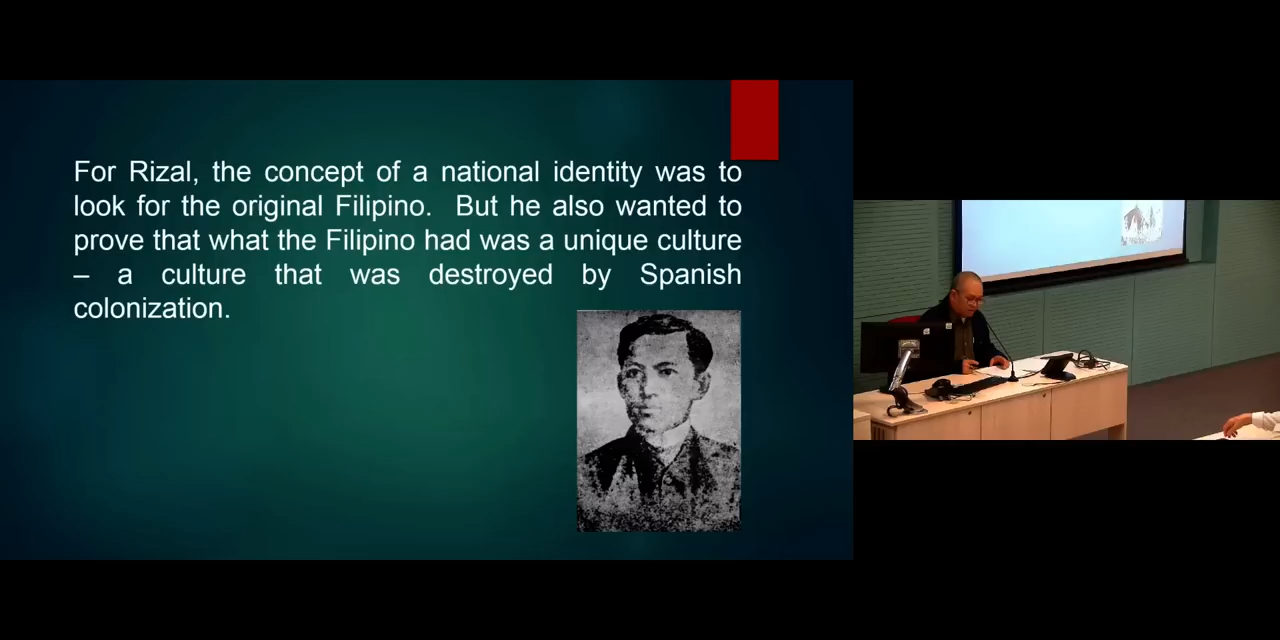 For Rizal, the concept of a national identity was to
look for the original Filipino.  But he also wanted to
prove that what the Filipino had was a unique culture
– a culture that was destroyed by Spanish
colonization.